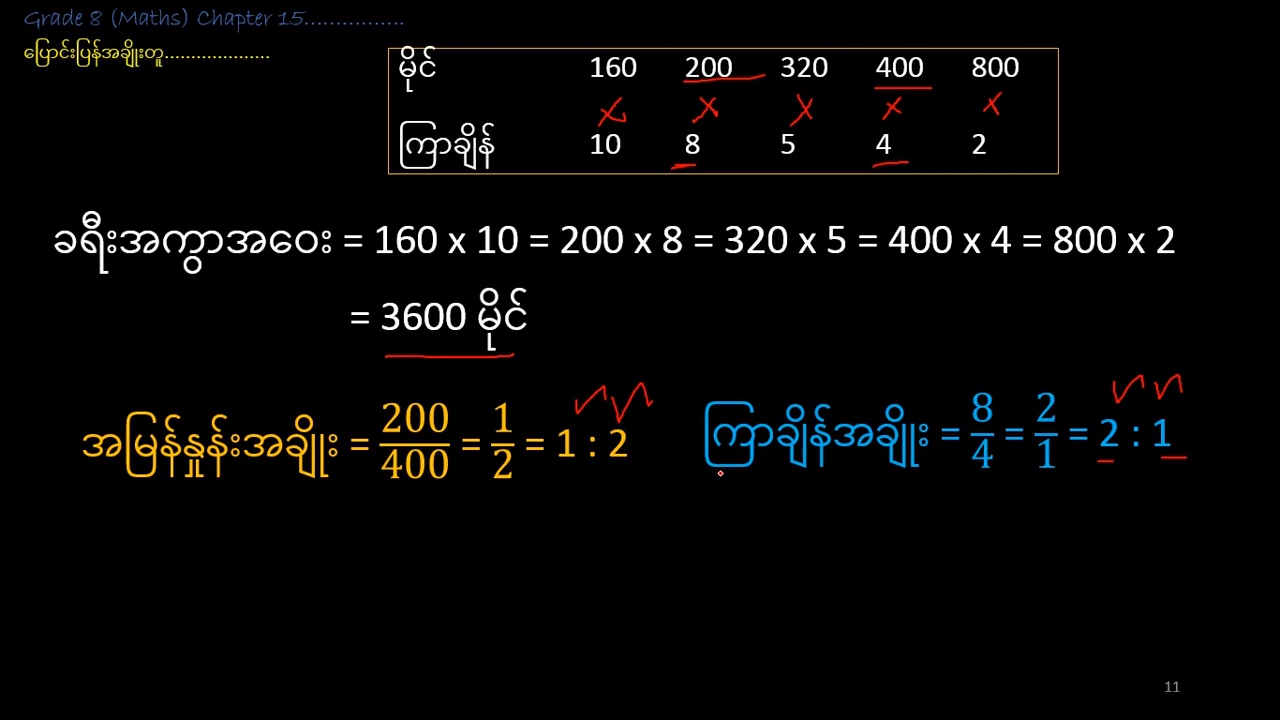 Grade 8 (Maths) Chapter 15................
ပြောင်းပြန်အချိုးတူ....................
မိုင် 160 200 320 400 800
ကြာချိန် 10 8 5 4 2
ခရီးအကွာအဝေး = 160 x 10 = 200 x 8 = 320 x 5 = 400 x 4 = 800 x 2
= 3600 မိုင်
အမြန်နှုန်းအချိုး = 200/400 = 1/2 = 1 : 2
ကြာချိန်အချိုး = 8/4 = 2/1 = 2 : 1
11